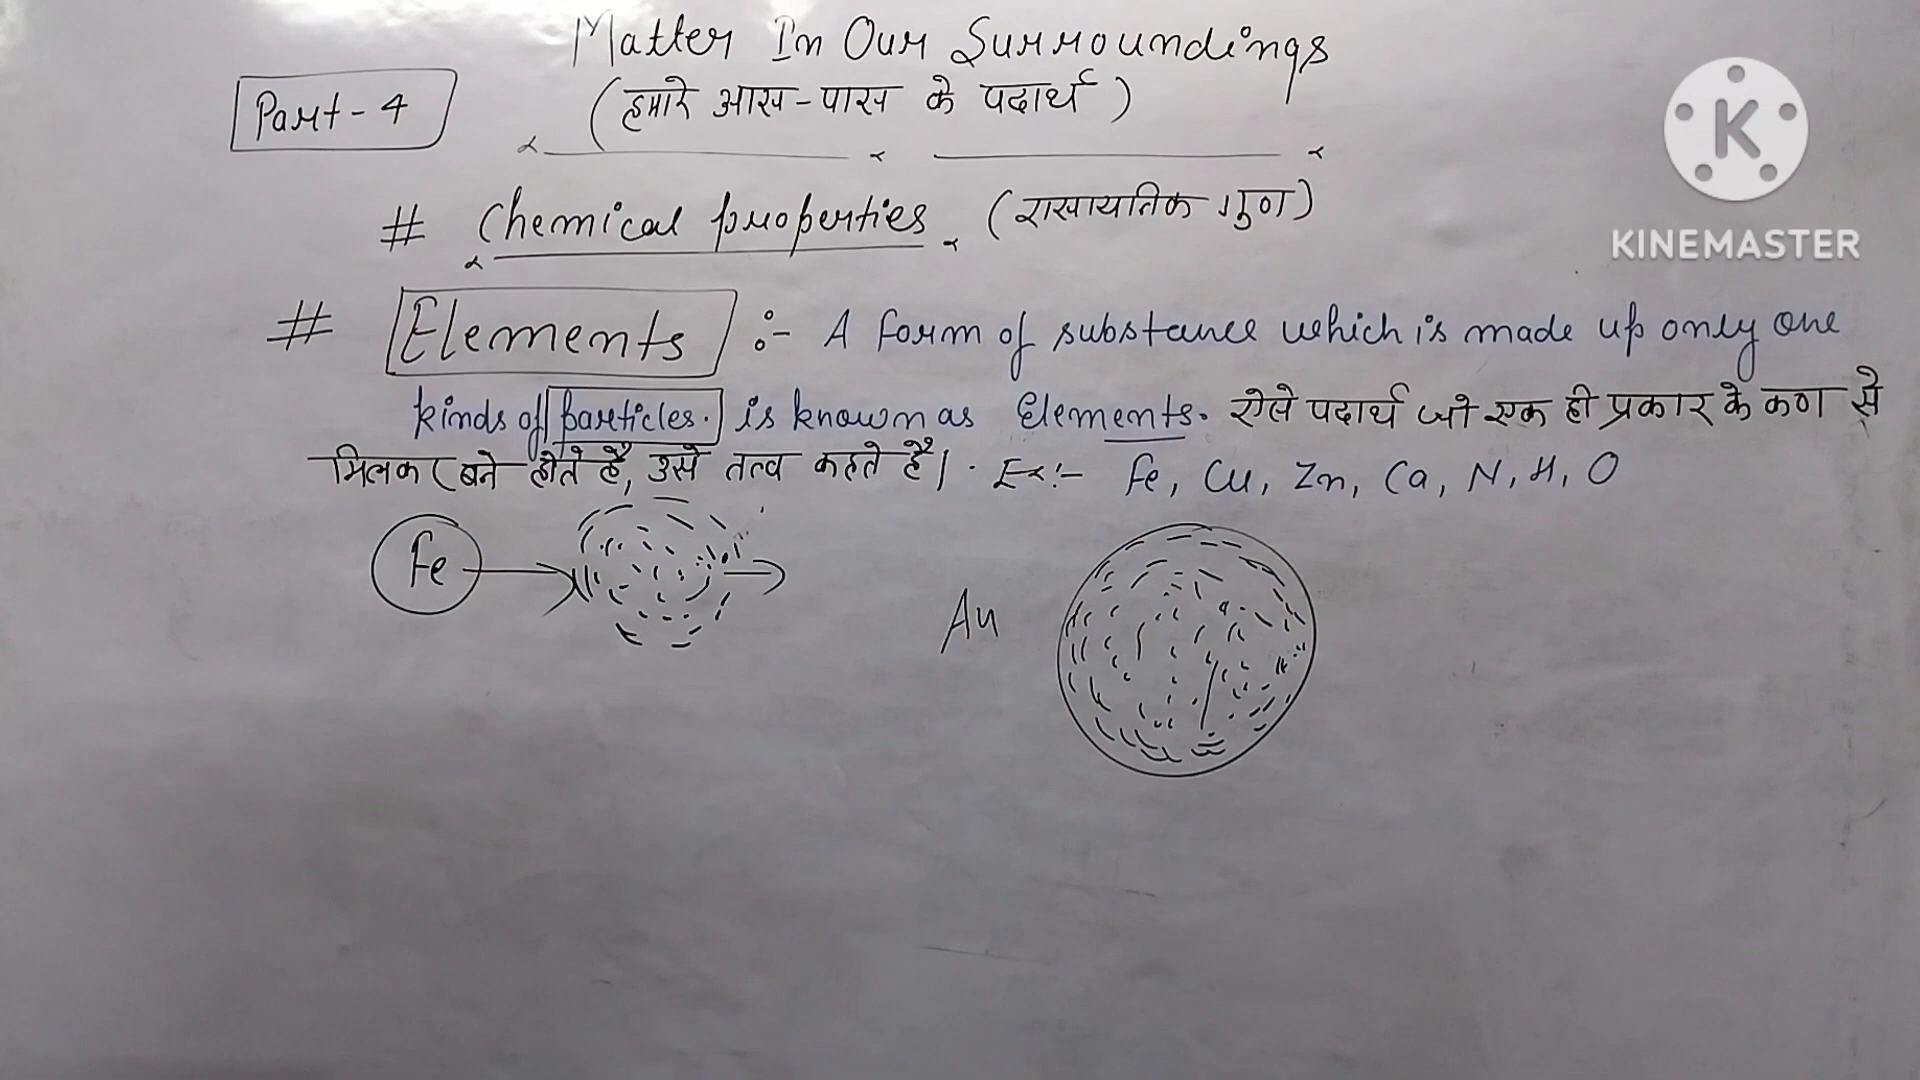 Matter In Our Surroundings
Part-4
(हमारे आस-पास के पदार्थ)
K
KINEMASTER
# Chemical properties (रासायनिक गुण)
# Elements :- A form of substance which is made up only one
kinds of particles. is known as Elements. ऐसे पदार्थ जो एक ही प्रकार के कण से
मिलकर बने होते है, उसे तत्व कहते है। Ex:- Fe, Cu, Zn, Ca, N, H, O
Fe
Au